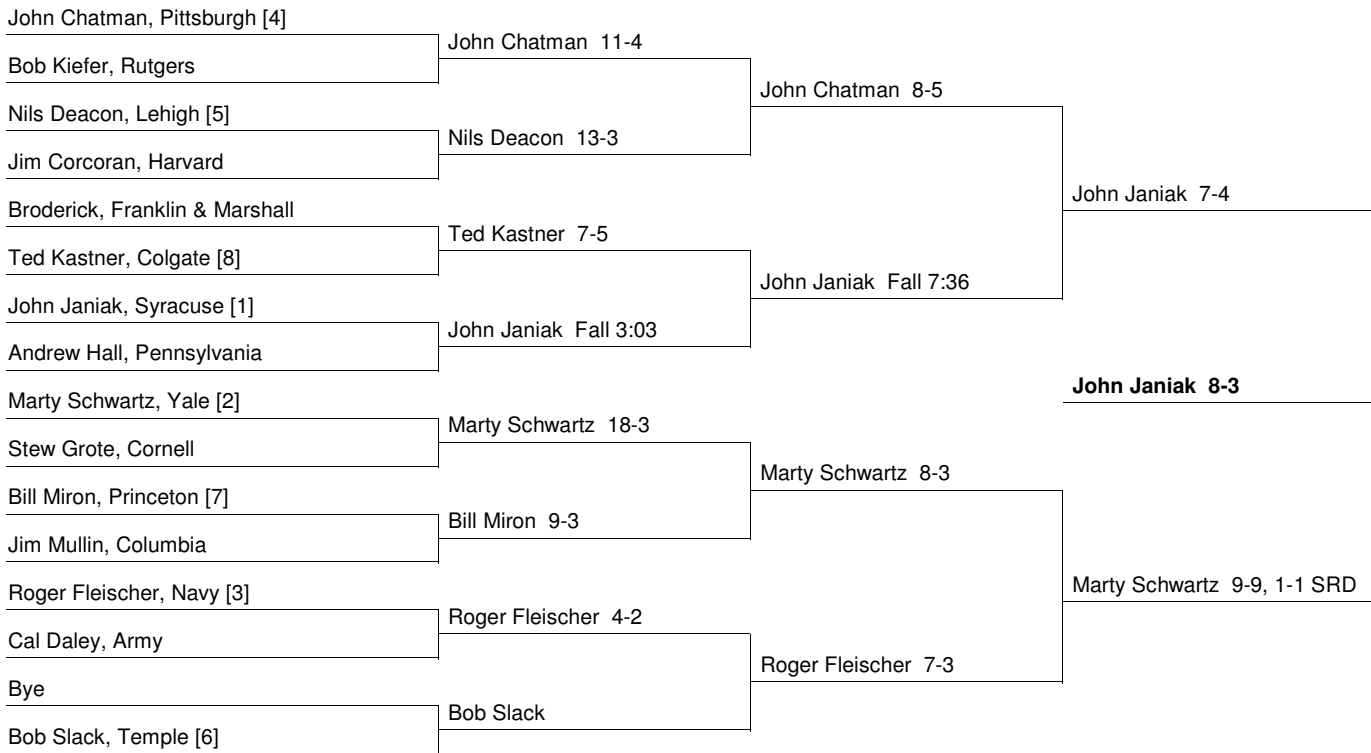 John Chatman, Pittsburgh [4]
Bob Kiefer, Rutgers
Nils Deacon, Lehigh [5]
Jim Corcoran, Harvard
Broderick, Franklin & Marshall
Ted Kastner, Colgate [8]
John Janiak, Syracuse [1]
Andrew Hall, Pennsylvania
Marty Schwartz, Yale [2]
Stew Grote, Cornell
Bill Miron, Princeton [7]
Jim Mullin, Columbia
Roger Fleischer, Navy [3]
Cal Daley, Army
Bye
Bob Slack, Temple [6]
John Chatman 11-4
Nils Deacon 13-3
Ted Kastner 7-5
John Janiak Fall 3:03
Marty Schwartz 18-3
Bill Miron 9-3
Roger Fleischer 4-2
Bob Slack
John Chatman 8-5
John Janiak Fall 7:36
Marty Schwartz 8-3
Roger Fleischer 7-3
John Janiak 7-4
John Janiak 8-3
Marty Schwartz 9-9, 1-1 SRD